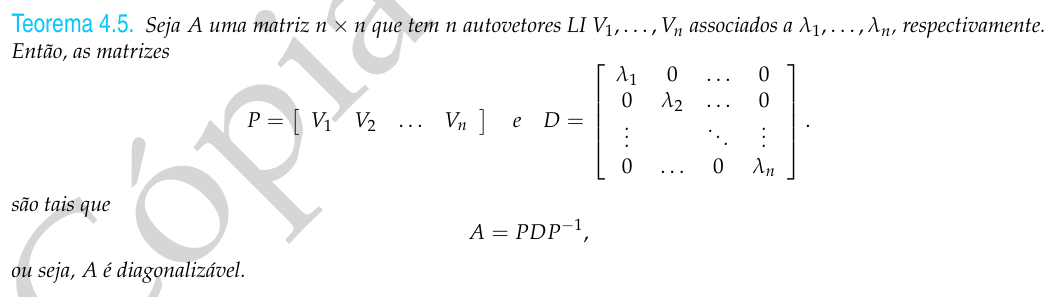 Teorema 4.5. Seja A uma matriz n × n que tem n autovetores LI V₁, . . . , Vₙ associados a λ₁, . . . , λₙ, respectivamente.
Então, as matrizes
P = [ V₁ V₂ . . . Vₙ ] e D = [ λ₁ 0 . . . 0
0 λ₂ . . . 0
⋮ ⋱ ⋮
0 . . . 0 λₙ ] .
são tais que
A = PDP⁻¹,
ou seja, A é diagonalizável.
Cópia